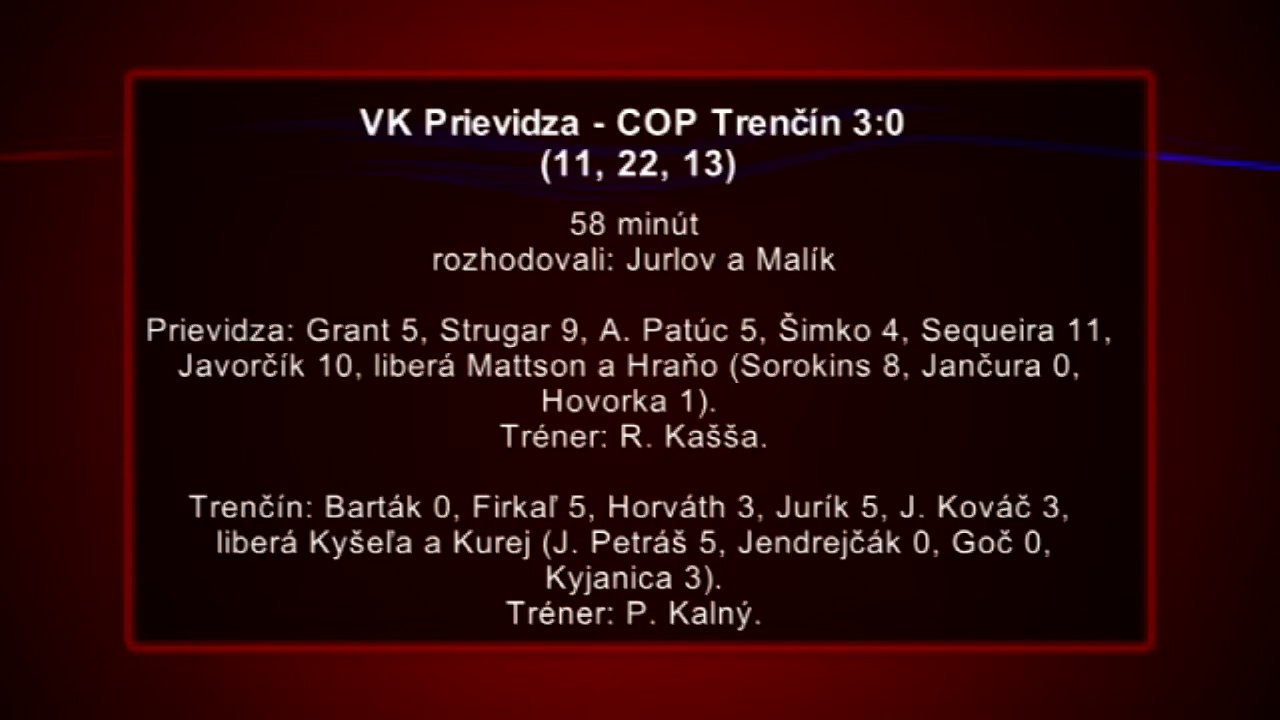 VK Prievidza - COP Trenčín 3:0
(11, 22, 13)
58 minút
rozhodovali: Jurlov a Malík
Prievidza: Grant 5, Strugar 9, A. Patúc 5, Šimko 4, Sequeira 11,
Javorčík 10, liberá Mattson a Hraňo (Sorokins 8, Jančura 0,
Hovorka 1).
Tréner: R. Kašša.
Trenčín: Barták 0, Firkaľ 5, Horváth 3, Jurík 5, J. Kováč 3,
liberá Kyšeľa a Kurej (J. Petráš 5, Jendrejčák 0, Goč 0,
Kyjanica 3).
Tréner: P. Kalný.